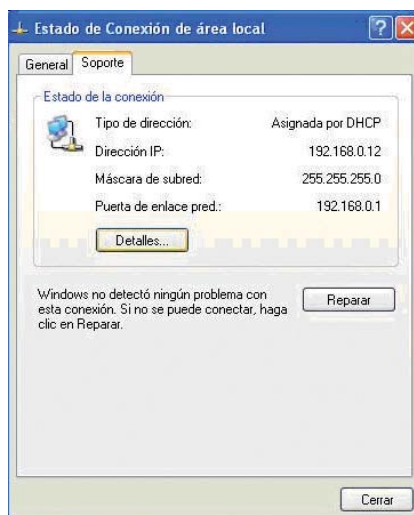 Estado de Conexión de área local
General Soporte
Estado de la conexión
Tipo de dirección: Asignada por DHCP
Dirección IP: 192.168.0.12
Máscara de subred: 255.255.255.0
Puerta de enlace pred.: 192.168.0.1
Detalles...
Windows no detectó ningún problema con
esta conexión. Si no se puede conectar, haga
clic en Reparar.
Reparar
Cerrar